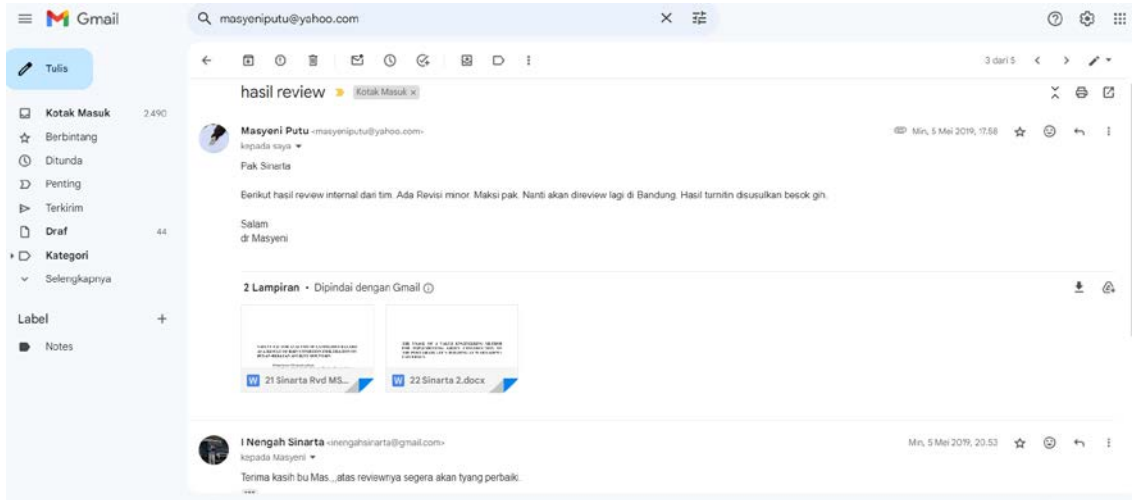 Gmail
masyeniputu@yahoo.com
Tulis
3 dari 5
hasil review
Kotak Masuk ×
Kotak Masuk 2.490
Berbintang
Ditunda
Penting
Terkirim
Draf 44
Kategori
Selengkapnya
Label +
Notes
Masyeni Putu <masyeniputu@yahoo.com>
Min, 5 Mei 2019, 17.58
kepada saya
Pak Sinarta
Berikut hasil review internal dari tim. Ada Revisi minor. Maksi pak. Nanti akan direview lagi di Bandung. Hasil turnitin disusulkan besok gih.
Salam
dr Masyeni
2 Lampiran • Dipindai dengan Gmail
W 21 Sinarta Rvd MS...
W 22 Sinarta 2.docx
I Nengah Sinarta <inengahsinarta@gmail.com>
Min, 5 Mei 2019, 20.53
kepada Masyeni
Terima kasih bu Mas,,,atas reviewnya segera akan tyang perbaiki.